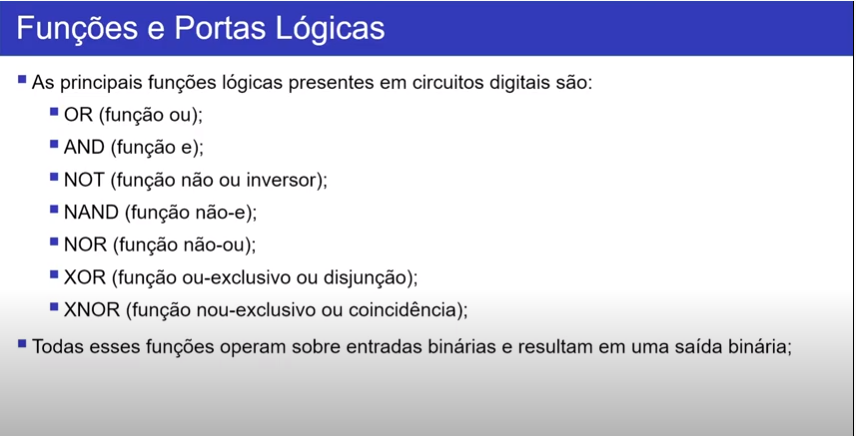 Funções e Portas Lógicas
As principais funções lógicas presentes em circuitos digitais são:
OR (função ou);
AND (função e);
NOT (função não ou inversor);
NAND (função não-e);
NOR (função não-ou);
XOR (função ou-exclusivo ou disjunção);
XNOR (função nou-exclusivo ou coincidência);
Todas esses funções operam sobre entradas binárias e resultam em uma saída binária;